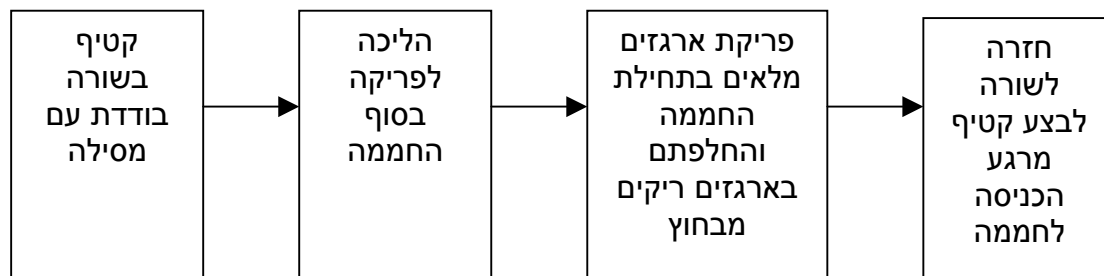 קטיף
בשורה
בודדת עם
מסילה
הליכה
לפריקה
בסוף
החממה
פריקת ארגזים
מלאים בתחילת
החממה
והחלפתם
בארגזים ריקים
מבחוץ
חזרה
לשורה
לבצע קטיף
מרגע
הכניסה
לחממה